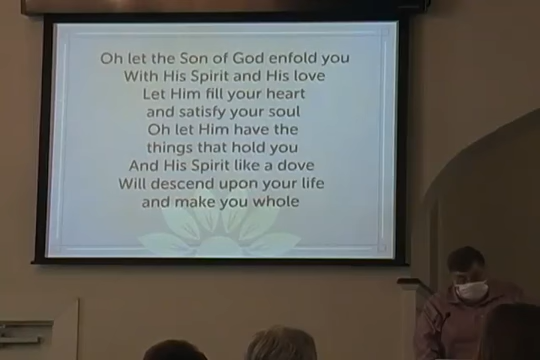 Oh let the Son of God enfold you
With His Spirit and His love
Let Him fill your heart
and satisfy your soul
Oh let Him have the
things that hold you
And His Spirit like a dove
Will descend upon your life
and make you whole